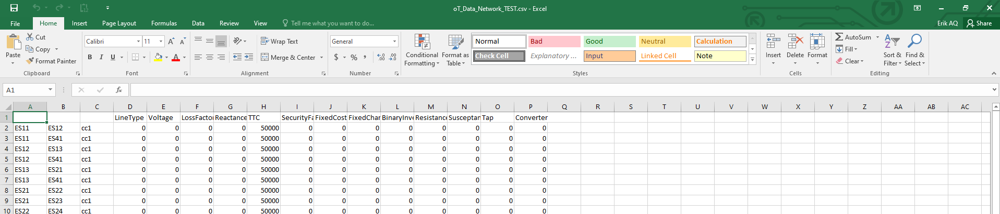 oT_Data_Network_TEST.csv - Excel
File Home Insert Page Layout Formulas Data Review View Tell me what you want to do... Erik AQ Share
Cut Calibri 11 A A Wrap Text General Normal Bad Good Neutral Calculation AutoSum
Copy Fill
Paste Conditional Format as Insert Delete Format Sort & Find &
Format Painter B I U A Merge & Center $ % , .0 .00 Formatting Table Check Cell Explanatory ... Input Linked Cell Note Clear Filter Select
Clipboard Font Alignment Number Styles Cells Editing
A1 fx
A B C D E F G H I J K L M N O P Q R S T U V W X Y Z AA AB AC
1 LineType Voltage LossFacto Reactance TTC SecurityFa FixedCost FixedChar BinaryInve Resistance Susceptan Tap Converter
2 ES11 ES12 cc1 0 0 0 0 50000 0 0 0 0 0 0 0 0
3 ES11 ES41 cc1 0 0 0 0 50000 0 0 0 0 0 0 0 0
4 ES12 ES13 cc1 0 0 0 0 50000 0 0 0 0 0 0 0 0
5 ES12 ES41 cc1 0 0 0 0 50000 0 0 0 0 0 0 0 0
6 ES13 ES21 cc1 0 0 0 0 50000 0 0 0 0 0 0 0 0
7 ES13 ES41 cc1 0 0 0 0 50000 0 0 0 0 0 0 0 0
8 ES21 ES22 cc1 0 0 0 0 50000 0 0 0 0 0 0 0 0
9 ES21 ES23 cc1 0 0 0 0 50000 0 0 0 0 0 0 0 0
10 ES22 ES24 cc1 0 0 0 0 50000 0 0 0 0 0 0 0 0